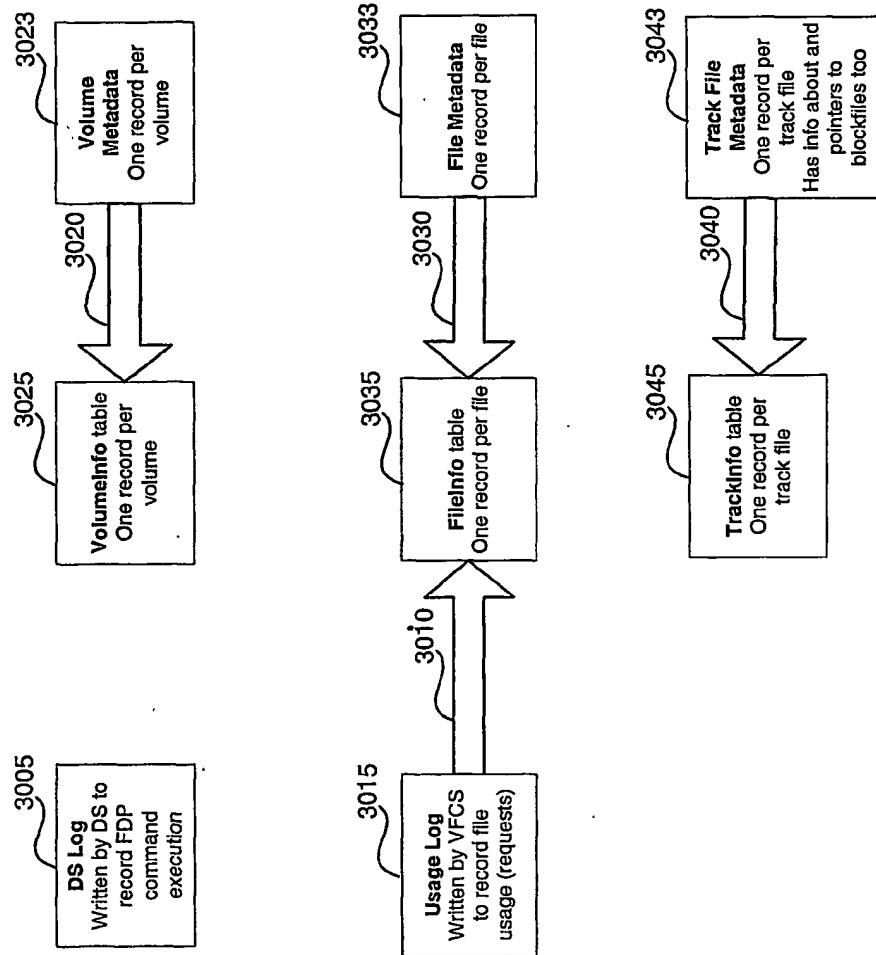 3005
DS Log
Written by DS to
record FDP
command
execution
3025
VolumeInfo table
One record per
volume
3020
3023
Volume
Metadata
One record per
volume
3015
Usage Log
Written by VFCS
to record file
usage (requests)
3010
3035
FileInfo table
One record per file
3030
3033
File Metadata
One record per file
3045
TrackInfo table
One record per
track file
3040
3043
Track File
Metadata
One record per
track file
Has info about and
pointers to
blockfiles too